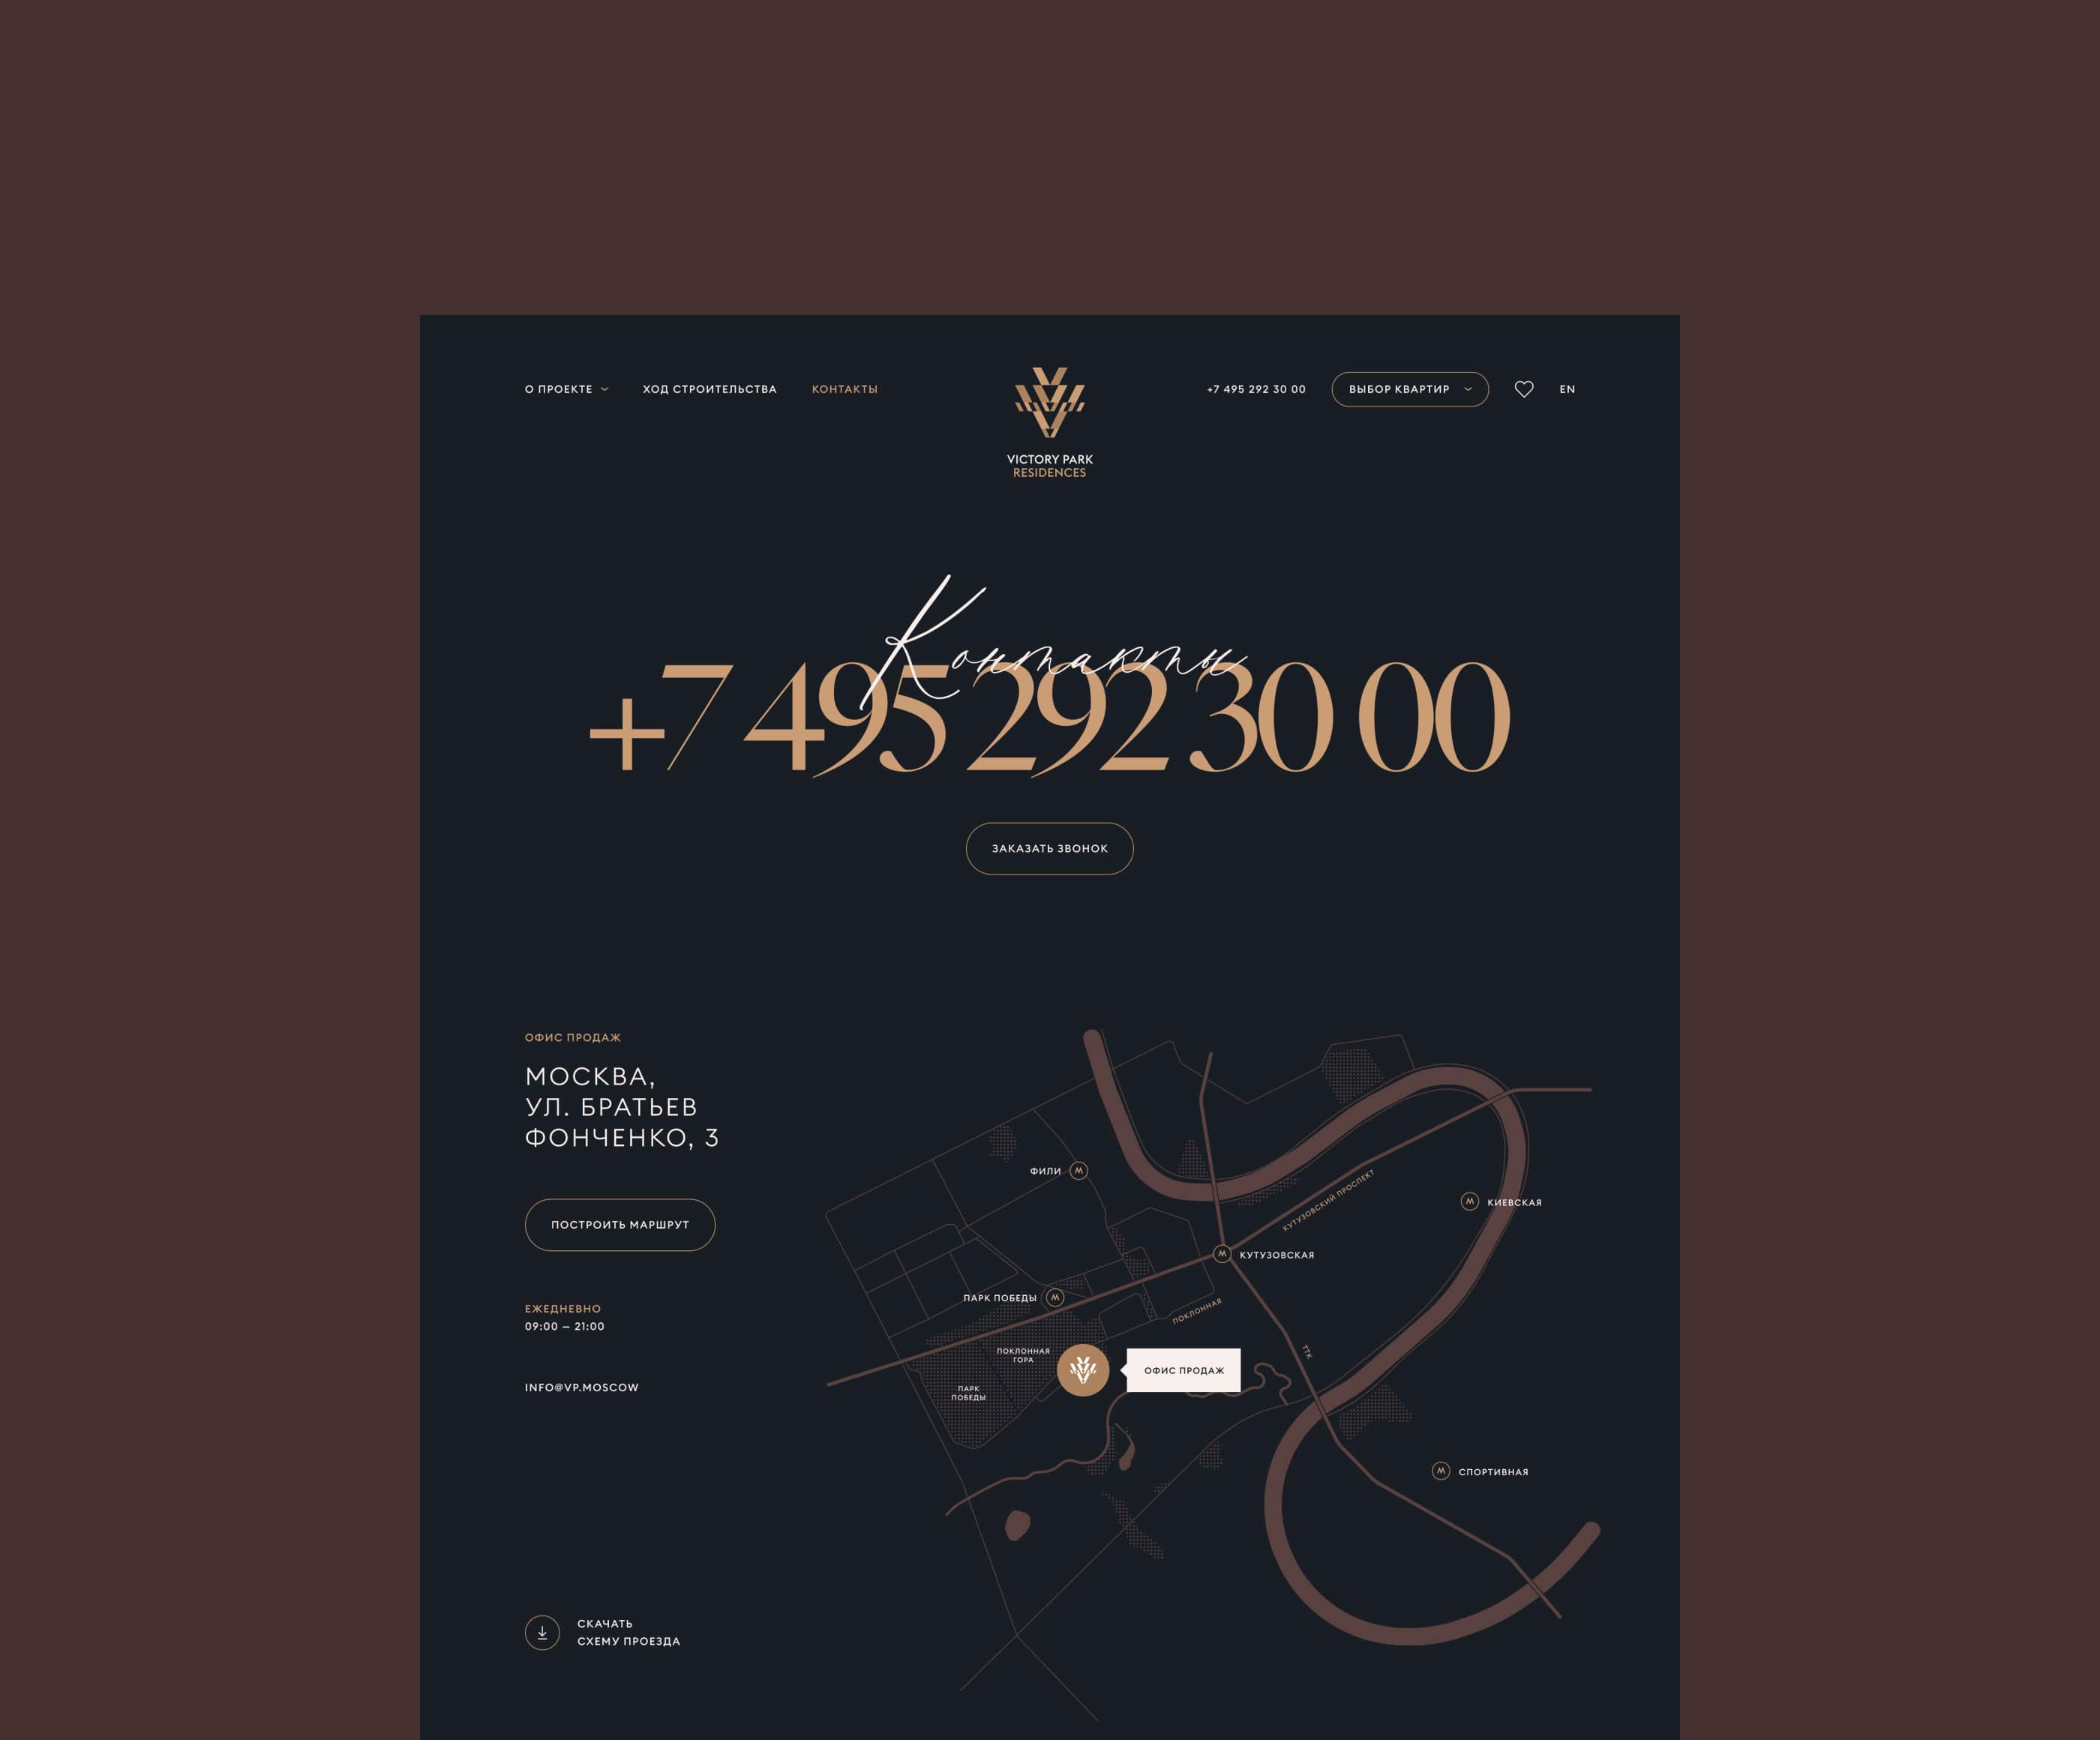 О ПРОЕКТЕ
ХОД СТРОИТЕЛЬСТВА
КОНТАКТЫ
VICTORY PARK
RESIDENCES
+7 495 292 30 00
ВЫБОР КВАРТИР
EN
Контакты
+7 495 292 30 00
ЗАКАЗАТЬ ЗВОНОК
ОФИС ПРОДАЖ
МОСКВА,
УЛ. БРАТЬЕВ
ФОНЧЕНКО, 3
ПОСТРОИТЬ МАРШРУТ
ЕЖЕДНЕВНО
09:00 – 21:00
INFO@VP.MOSCOW
СКАЧАТЬ
СХЕМУ ПРОЕЗДА
ФИЛИ
КУТУЗОВСКИЙ ПРОСПЕКТ
КИЕВСКАЯ
КУТУЗОВСКАЯ
ПАРК ПОБЕДЫ
ПОКЛОННАЯ
ТТК
ПОКЛОННАЯ
ГОРА
ОФИС ПРОДАЖ
ПАРК
ПОБЕДЫ
СПОРТИВНАЯ